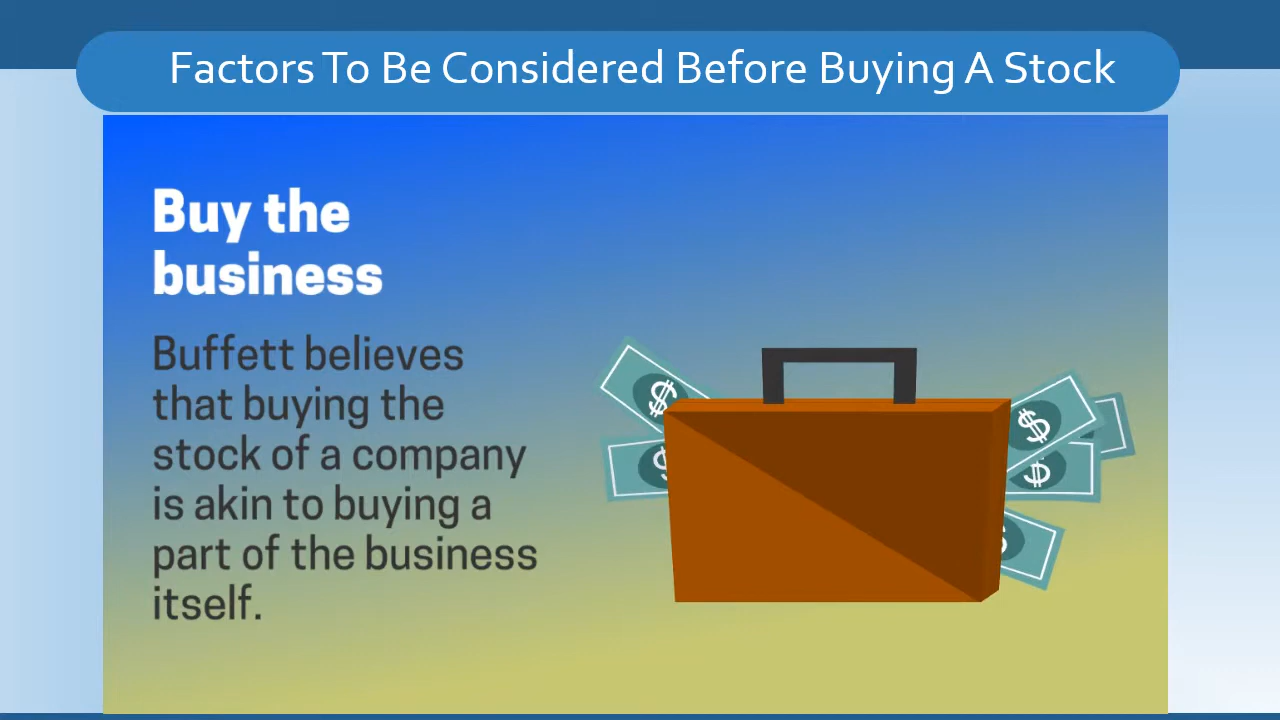 Factors To Be Considered Before Buying A Stock
Buy the
business
Buffett believes
that buying the
stock of a company
is akin to buying a
part of the business
itself.
$
$
$
$
$